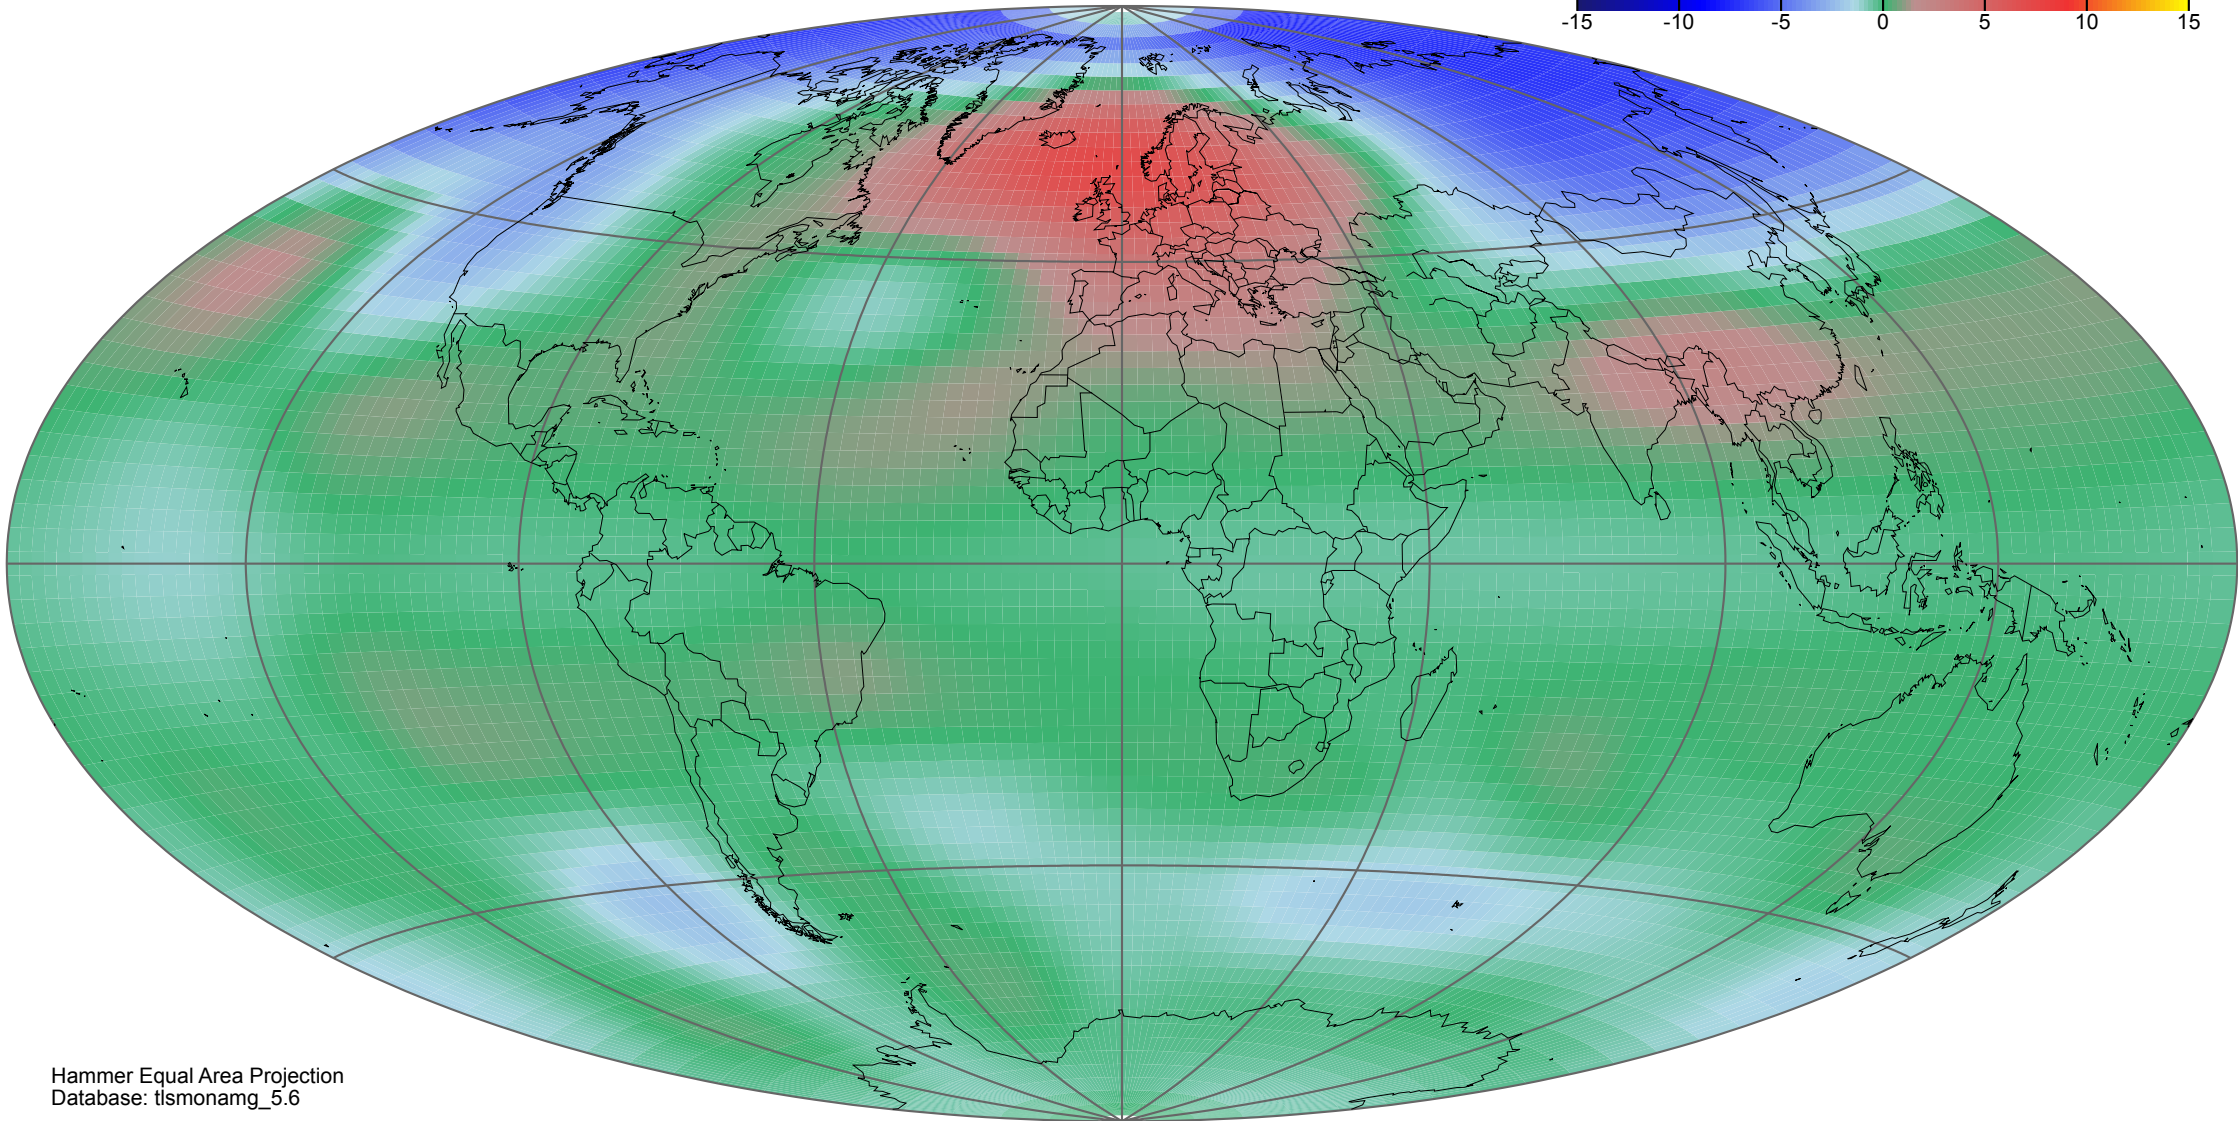 -15 -10 -5 0 5 10 15
Hammer Equal Area Projection
Database: tlsmonamg_5.6